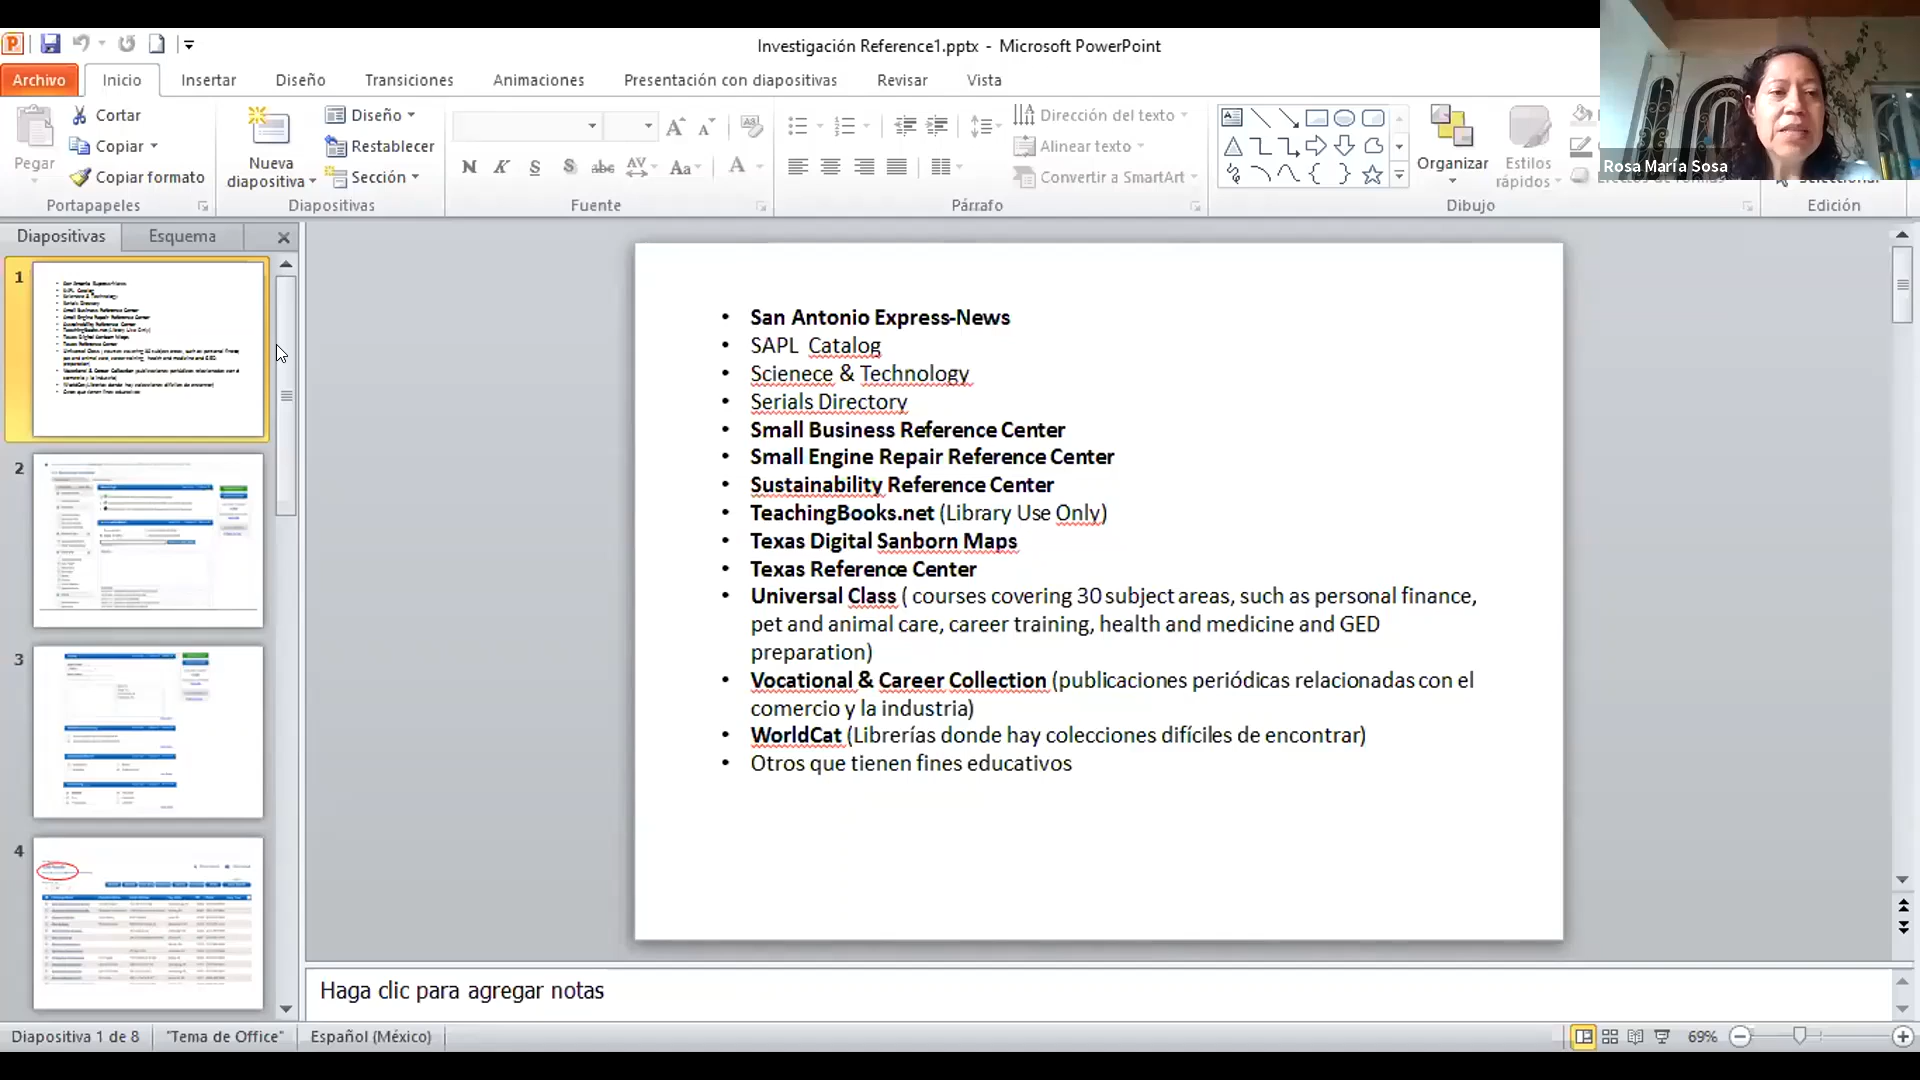 Investigación Reference1.pptx - Microsoft PowerPoint
Archivo
Inicio
Insertar
Diseño
Transiciones
Animaciones
Presentación con diapositivas
Revisar
Vista
Pegar
Cortar
Copiar
Copiar formato
Portapapeles
Nueva
diapositiva
Diseño
Restablecer
Sección
Diapositivas
N K S S abc AV Aa A
Fuente
Dirección del texto
Alinear texto
Convertir a SmartArt
Párrafo
Organizar
Estilos
rápidos
Dibujo
Edición
Rosa María Sosa
Diapositivas
Esquema
1
2
3
4
• San Antonio Express-News
• SAPL Catalog
• Scienece & Technology
• Serials Directory
• Small Business Reference Center
• Small Engine Repair Reference Center
• Sustainability Reference Center
• TeachingBooks.net (Library Use Only)
• Texas Digital Sanborn Maps
• Texas Reference Center
• Universal Class ( courses covering 30 subject areas, such as personal finance,
pet and animal care, career training, health and medicine and GED
preparation)
• Vocational & Career Collection (publicaciones periódicas relacionadas con el
comercio y la industria)
• WorldCat (Librerías donde hay colecciones difíciles de encontrar)
• Otros que tienen fines educativos
Haga clic para agregar notas
Diapositiva 1 de 8
"Tema de Office"
Español (México)
69%